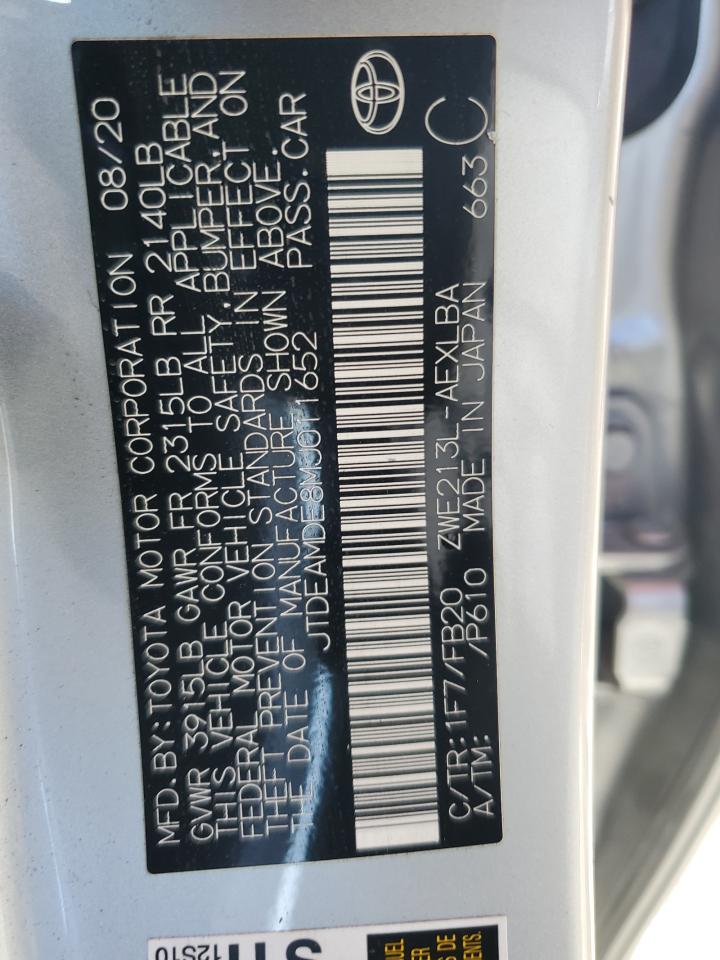 MFD. BY: TOYOTA MOTOR CORPORATION 08/20
GVWR 3915LB GAWR FR 2315LB RR 2140LB
THIS VEHICLE CONFORMS TO ALL APPLICABLE
FEDERAL MOTOR VEHICLE SAFETY, BUMPER, AND
THEFT PREVENTION STANDARDS IN EFFECT ON
THE DATE OF MANUFACTURE SHOWN ABOVE.
JTDEAMDE8MJ011652 PASS. CAR
C/TR: 1F7/FB20 ZWE213L-AEXLBA
A/TM: /P610 MADE IN JAPAN 663 C
12S10